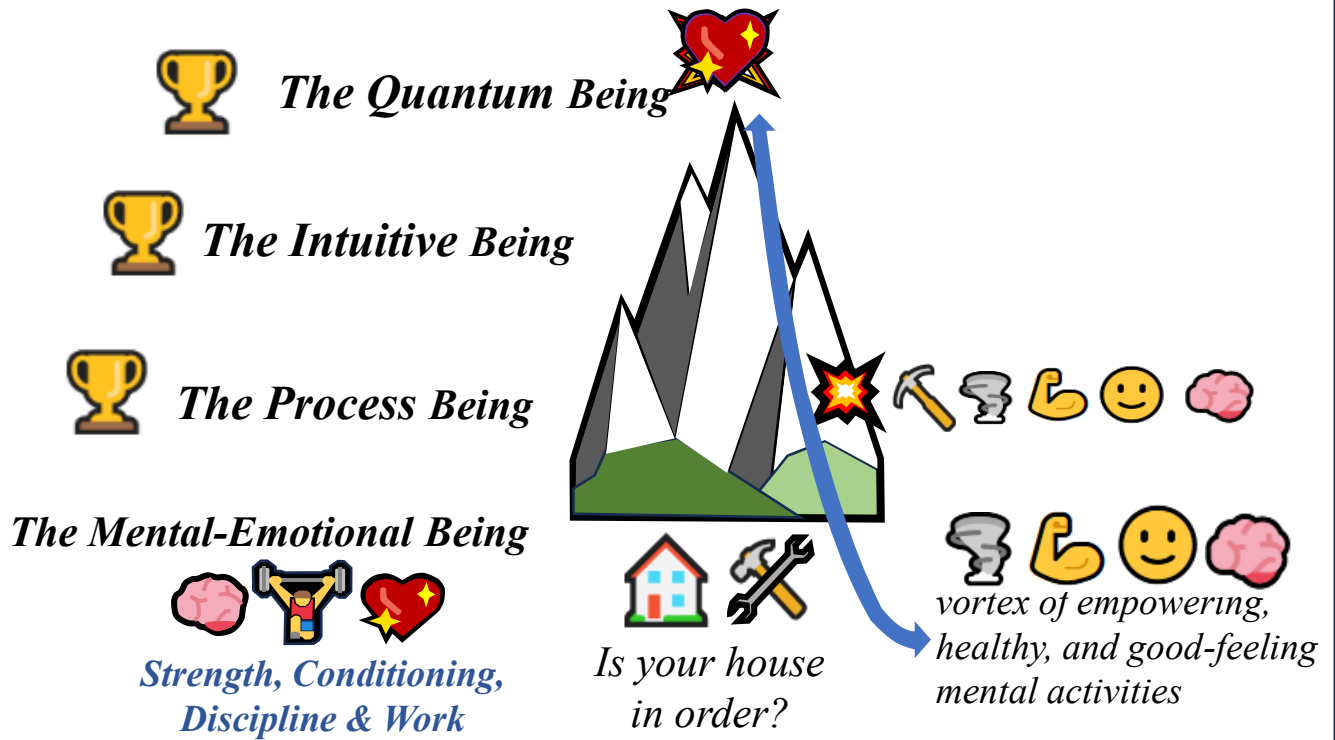 The Quantum Being
The Intuitive Being
The Process Being
The Mental-Emotional Being
Strength, Conditioning,
Discipline & Work
Is your house
in order?
vortex of empowering,
healthy, and good-feeling
mental activities